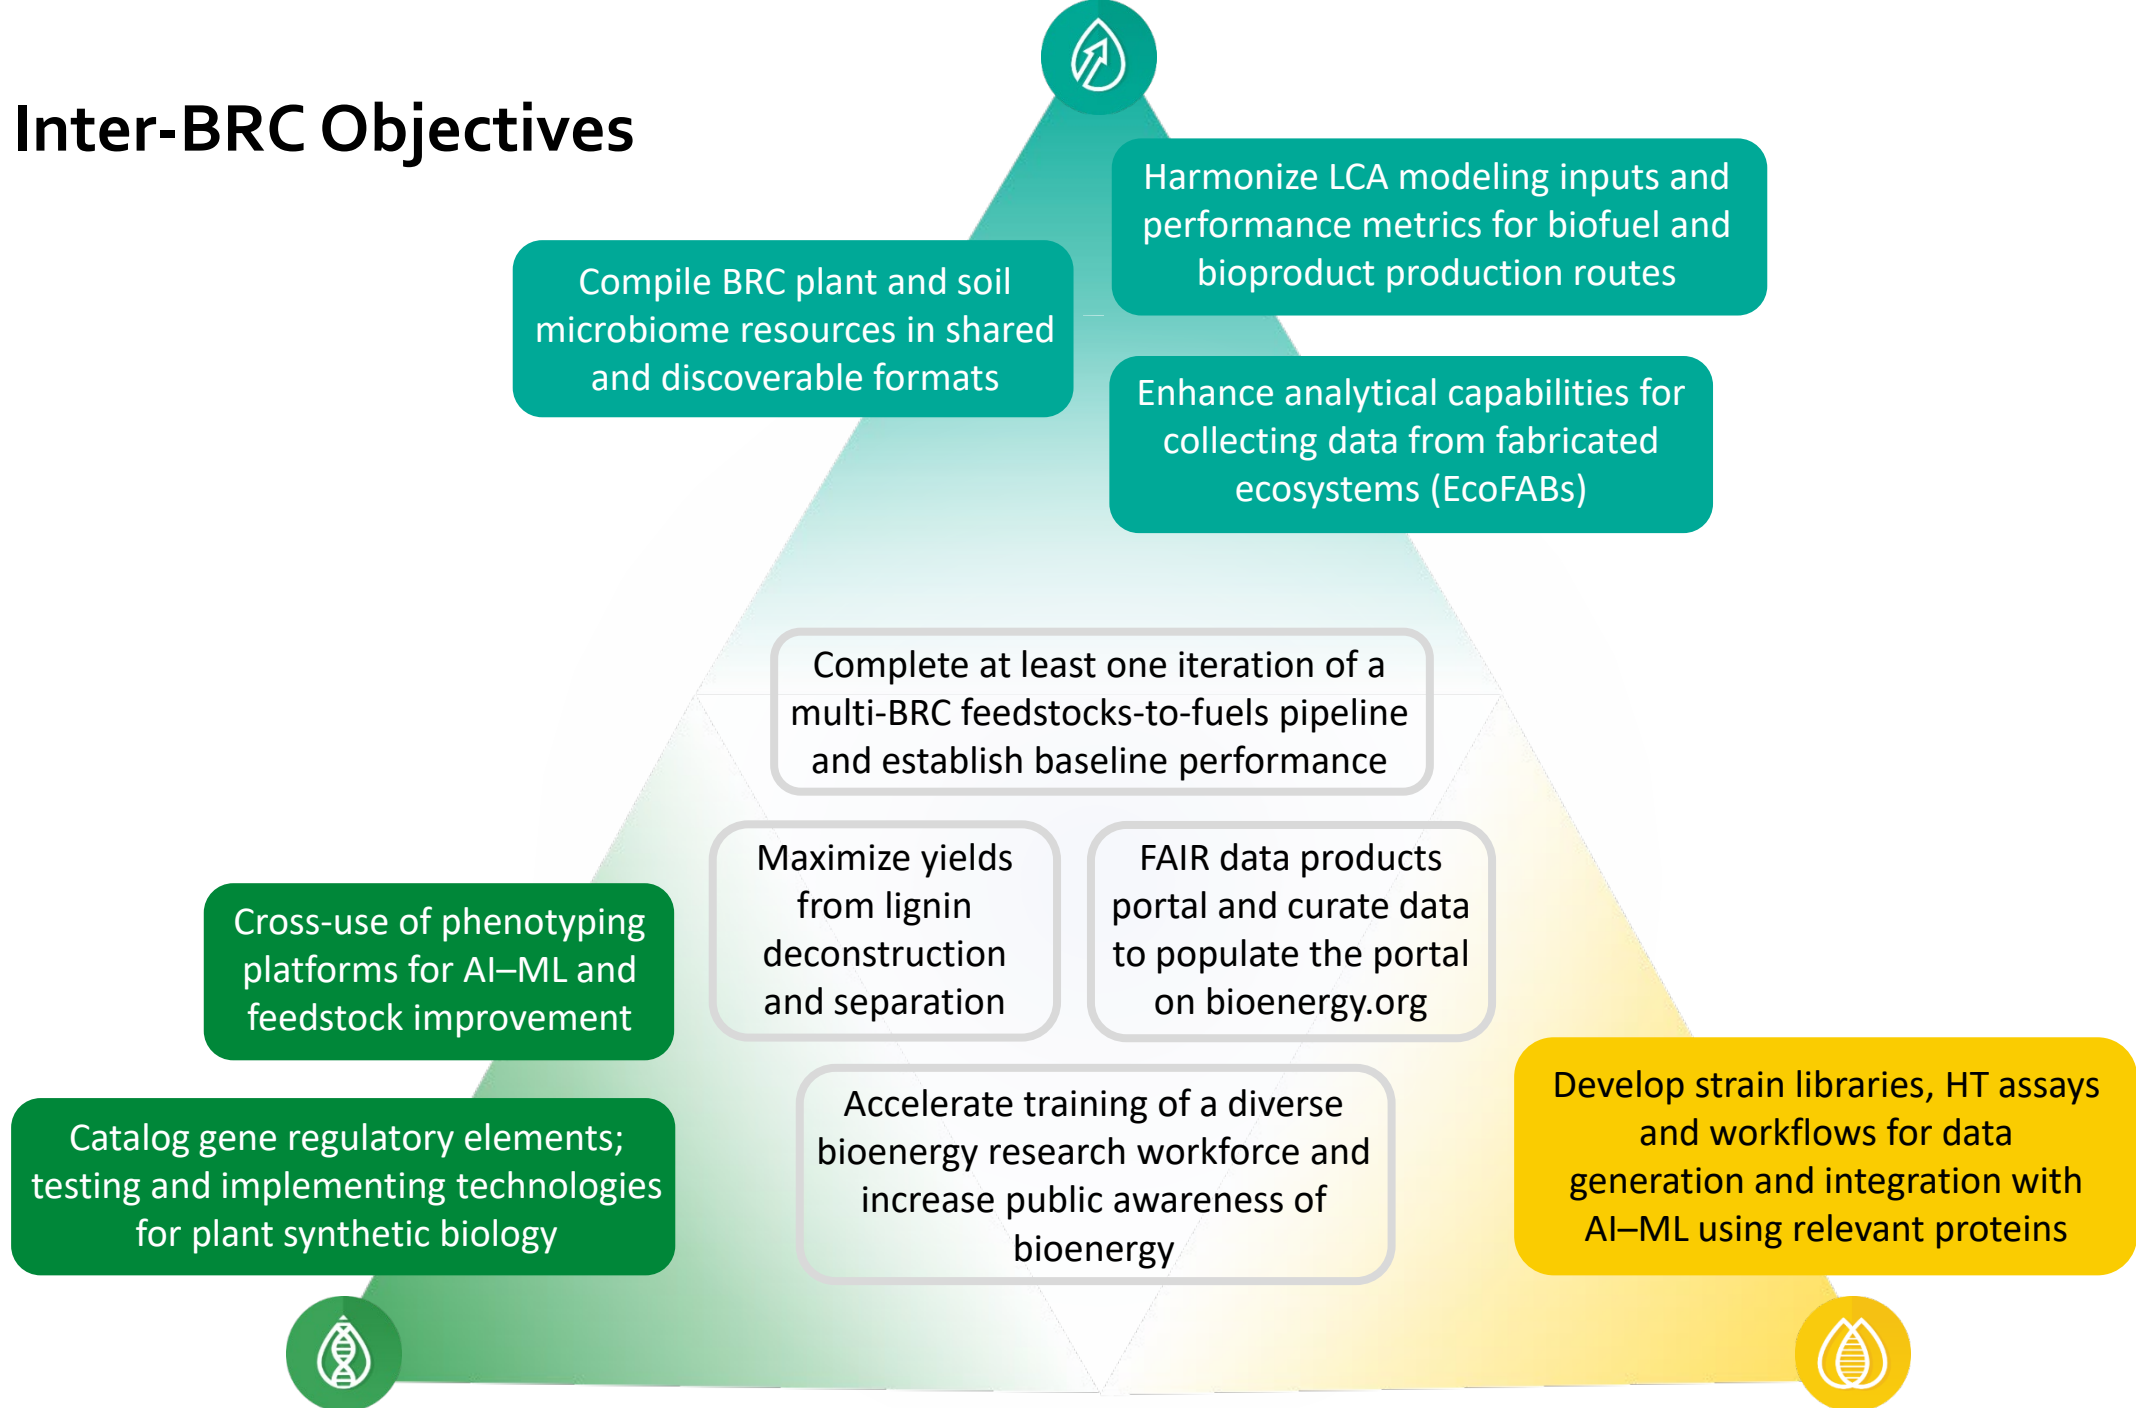 Inter-BRC Objectives
Harmonize LCA modeling inputs and
performance metrics for biofuel and
bioproduct production routes
Compile BRC plant and soil
microbiome resources in shared
and discoverable formats
Enhance analytical capabilities for
collecting data from fabricated
ecosystems (EcoFABs)
Complete at least one iteration of a
multi-BRC feedstocks-to-fuels pipeline
and establish baseline performance
Maximize yields
from lignin
deconstruction
and separation
FAIR data products
portal and curate data
to populate the portal
on bioenergy.org
Cross-use of phenotyping
platforms for AI–ML and
feedstock improvement
Catalog gene regulatory elements;
testing and implementing technologies
for plant synthetic biology
Accelerate training of a diverse
bioenergy research workforce and
increase public awareness of
bioenergy
Develop strain libraries, HT assays
and workflows for data
generation and integration with
AI–ML using relevant proteins